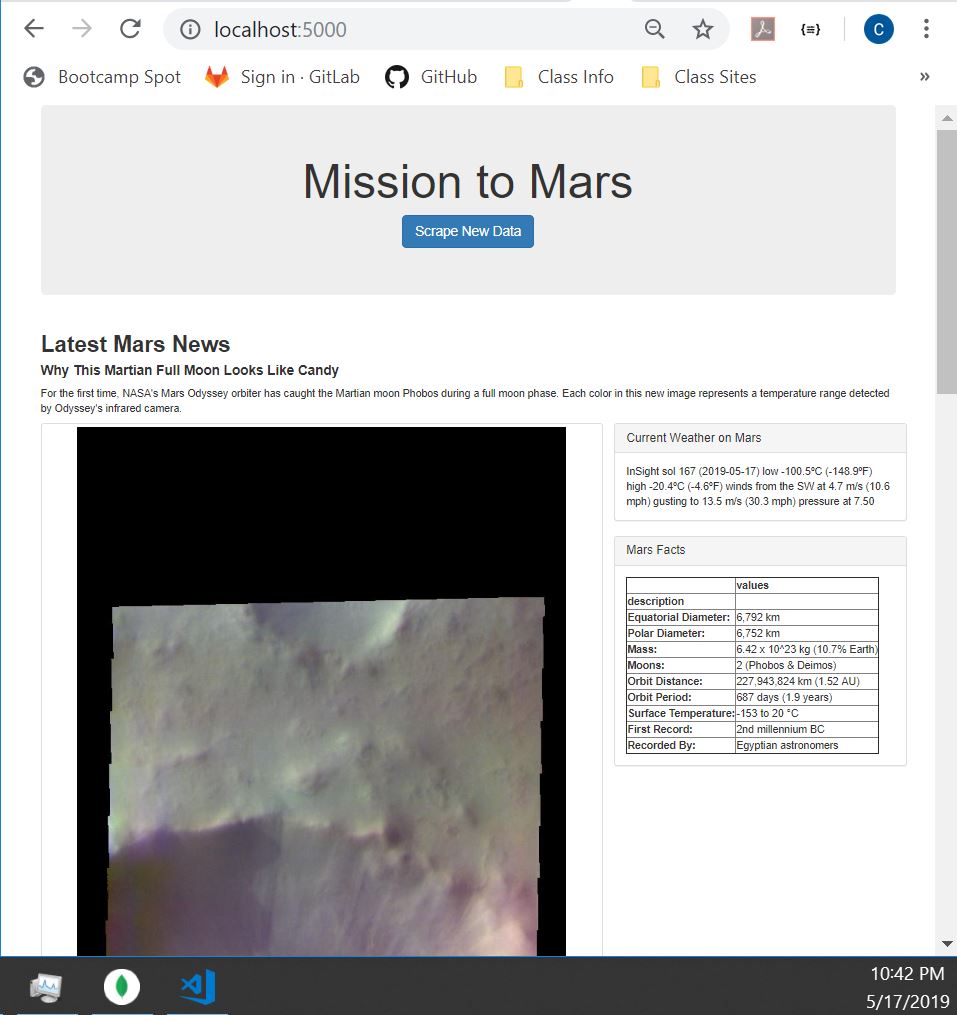 localhost:5000
C
Bootcamp Spot
Sign in · GitLab
GitHub
Class Info
Class Sites
»
Mission to Mars
Scrape New Data
Latest Mars News
Why This Martian Full Moon Looks Like Candy
For the first time, NASA's Mars Odyssey orbiter has caught the Martian moon Phobos during a full moon phase. Each color in this new image represents a temperature range detected
by Odyssey's infrared camera.
Current Weather on Mars
InSight sol 167 (2019-05-17) low -100.5ºC (-148.9ºF)
high -20.4ºC (-4.6ºF) winds from the SW at 4.7 m/s (10.6
mph) gusting to 13.5 m/s (30.3 mph) pressure at 7.50
Mars Facts
values
description
Equatorial Diameter: 6,792 km
Polar Diameter: 6,752 km
Mass: 6.42 x 10^23 kg (10.7% Earth)
Moons: 2 (Phobos & Deimos)
Orbit Distance: 227,943,824 km (1.52 AU)
Orbit Period: 687 days (1.9 years)
Surface Temperature: -153 to 20 °C
First Record: 2nd millennium BC
Recorded By: Egyptian astronomers
10:42 PM
5/17/2019